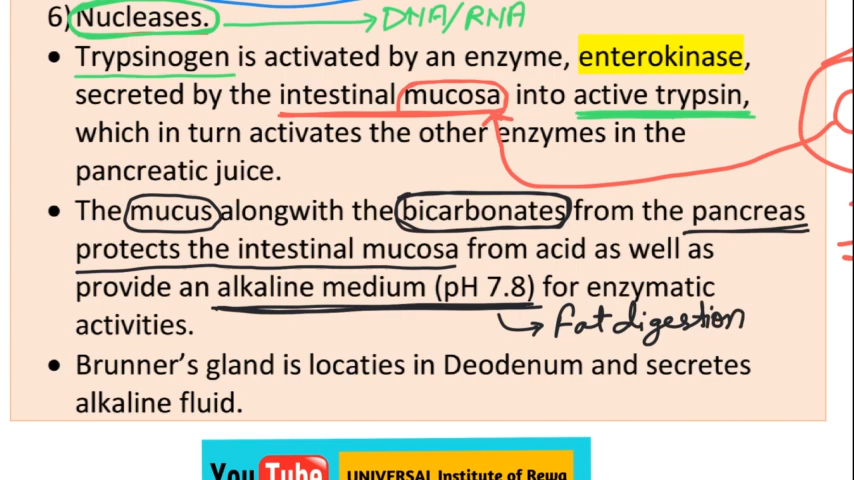 6) Nucleases. → DNA/RNA
• Trypsinogen is activated by an enzyme, enterokinase,
secreted by the intestinal mucosa into active trypsin,
which in turn activates the other enzymes in the
pancreatic juice.
• The mucus alongwith the bicarbonates from the pancreas
protects the intestinal mucosa from acid as well as
provide an alkaline medium (pH 7.8) for enzymatic
activities.
→ Fat digestion
• Brunner's gland is locaties in Deodenum and secretes
alkaline fluid.
YouTube UNIVERSAL Institute of Rewa